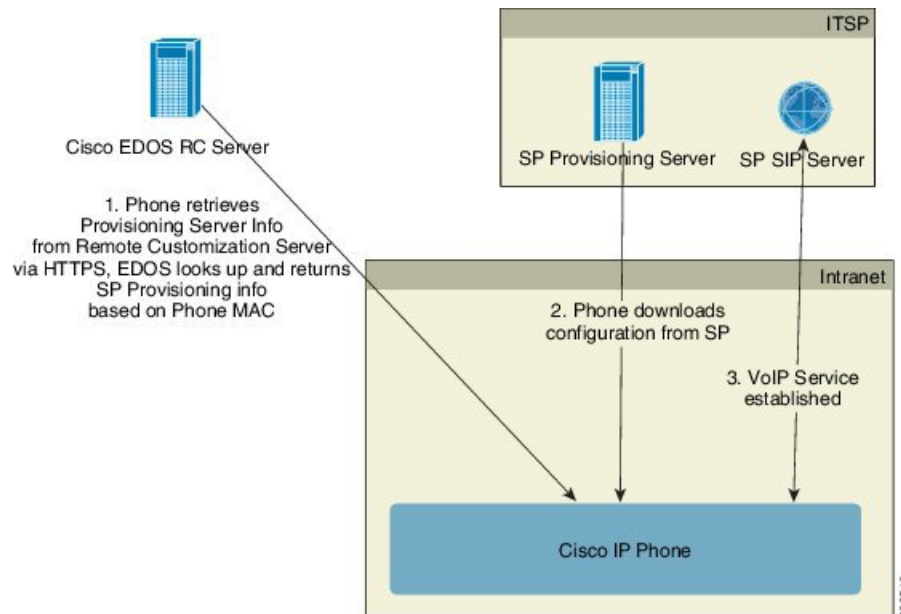 ITSP
Cisco EDOS RC Server
SP Provisioning Server
SP SIP Server
1. Phone retrieves
Provisioning Server Info
from Remote Customization Server
via HTTPS, EDOS looks up and returns
SP Provisioning info
based on Phone MAC
Intranet
2. Phone downloads
configuration from SP
3. VoIP Service
established
Cisco IP Phone